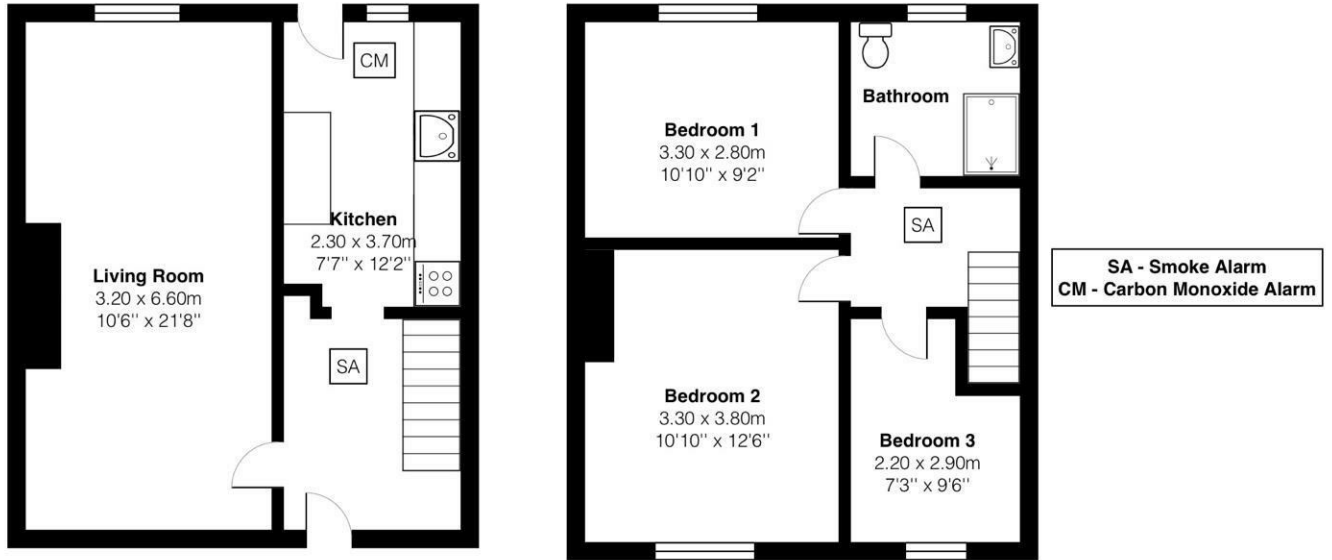 CM
Kitchen
2.30 x 3.70m
7'7'' x 12'2''
Living Room
3.20 x 6.60m
10'6'' x 21'8''
SA
Bedroom 1
3.30 x 2.80m
10'10'' x 9'2''
Bathroom
SA
Bedroom 2
3.30 x 3.80m
10'10'' x 12'6''
Bedroom 3
2.20 x 2.90m
7'3'' x 9'6''
SA - Smoke Alarm
CM - Carbon Monoxide Alarm